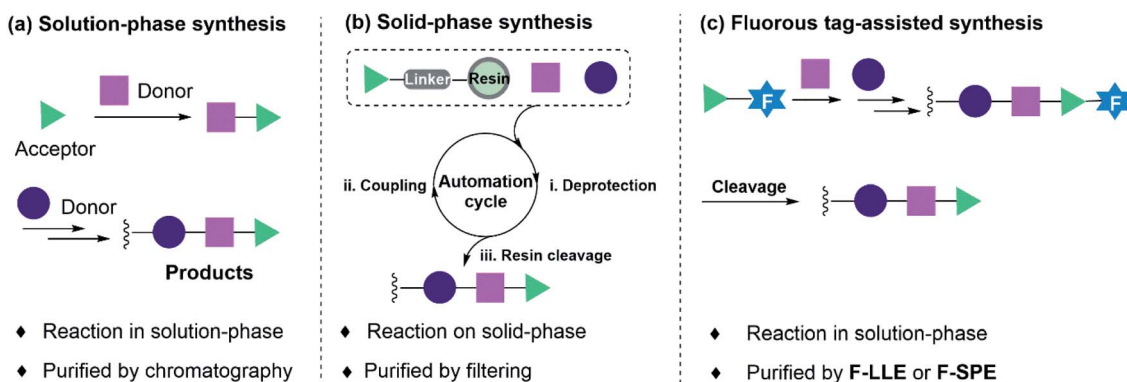 (a) Solution-phase synthesis
Donor
Acceptor
Donor
Products
♦ Reaction in solution-phase
♦ Purified by chromatography
(b) Solid-phase synthesis
Linker
Resin
ii. Coupling
Automation
cycle
i. Deprotection
iii. Resin cleavage
♦ Reaction on solid-phase
♦ Purified by filtering
(c) Fluorous tag-assisted synthesis
F
F
Cleavage
♦ Reaction in solution-phase
♦ Purified by F-LLE or F-SPE